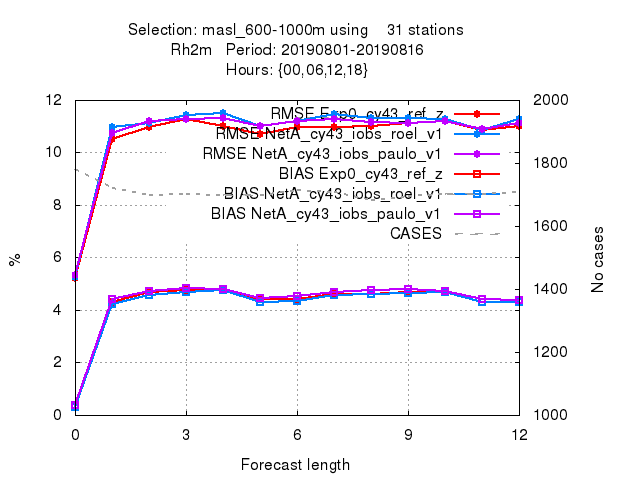 Selection: masl_600-1000m using 31 stations
Rh2m Period: 20190801-20190816
Hours: {00,06,12,18}
12
10
8
6
4
2
0
%
2000
1800
1600
1400
1200
1000
No cases
RMSE Exp0_cy43_ref_z
RMSE NetA_cy43_iobs_roel_v1
RMSE NetA_cy43_iobs_paulo_v1
BIAS Exp0_cy43_ref_z
BIAS NetA_cy43_iobs_roel_v1
BIAS NetA_cy43_iobs_paulo_v1
CASES
0 3 6 9 12
Forecast length